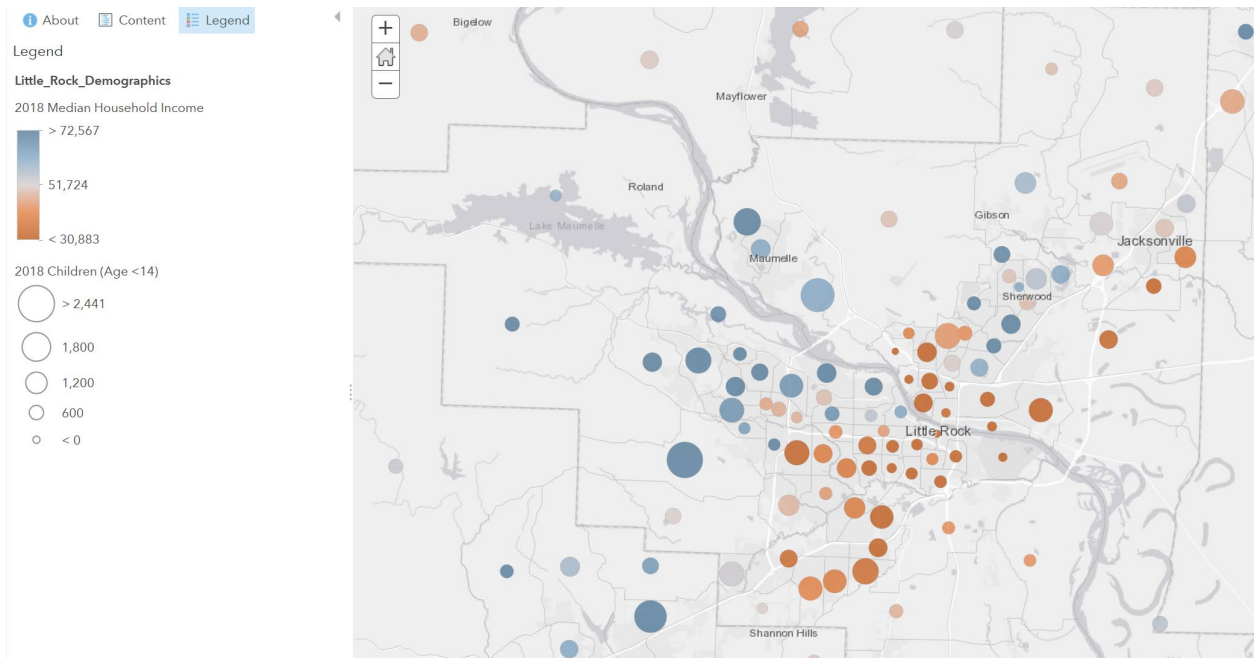 About
Content
Legend
Legend
Little_Rock_Demographics
2018 Median Household Income
> 72,567
51,724
< 30,883
2018 Children (Age <14)
> 2,441
1,800
1,200
600
< 0
+
−
Bigelow
Mayflower
Roland
Lake Maumelle
Maumelle
Gibson
Jacksonville
Sherwood
Little Rock
Shannon Hills